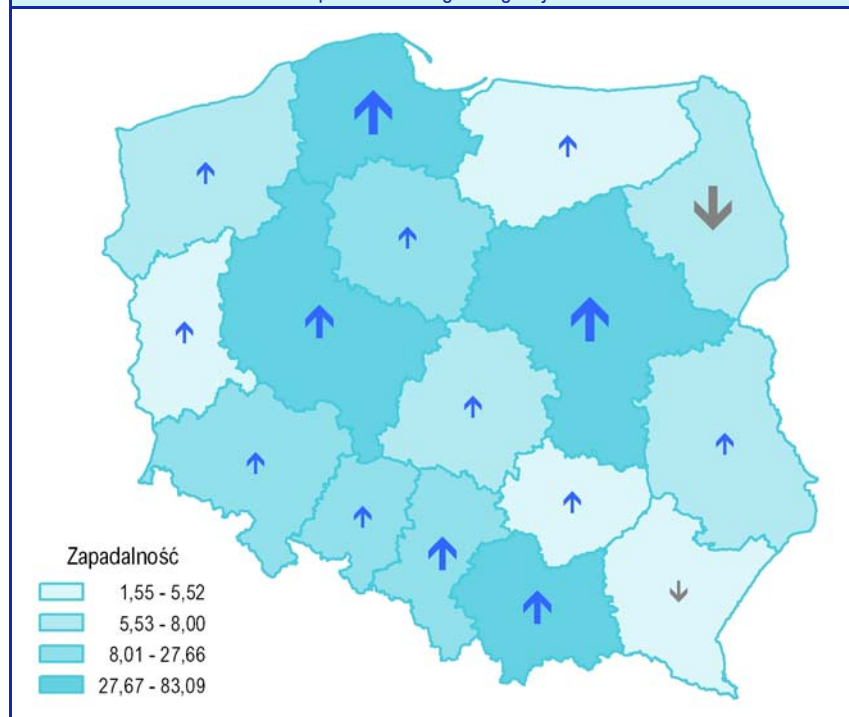 Zapadalność
1,55 - 5,52
5,53 - 8,00
8,01 - 27,66
27,67 - 83,09